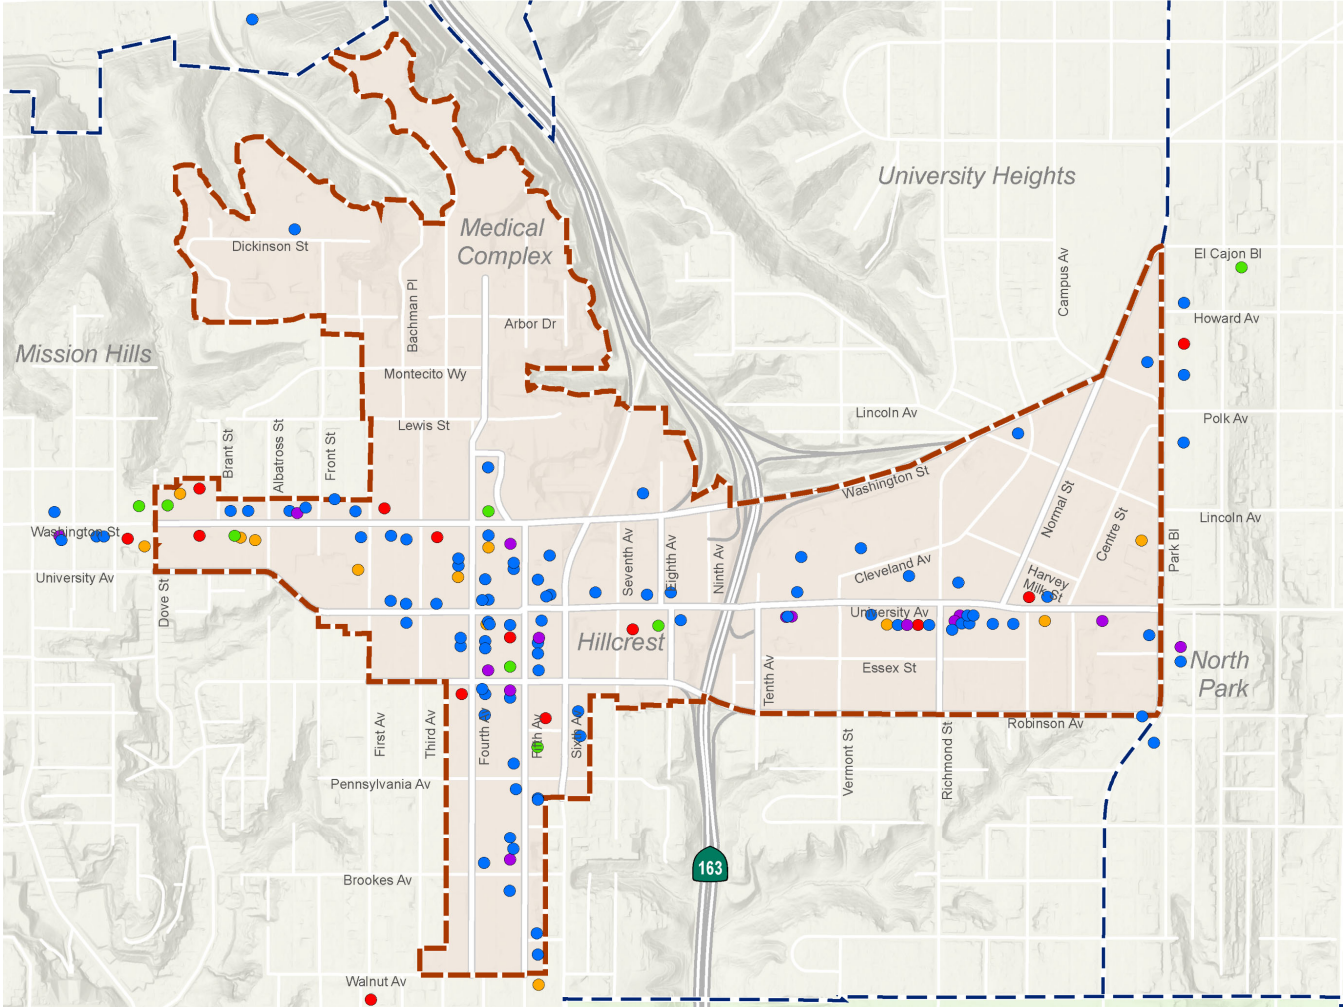 University Heights
Medical
Complex
Dickinson St
El Cajon Bl
Campus Av
Bachman Pl
Arbor Dr
Howard Av
Mission Hills
Montecito Wy
Lincoln Av
Polk Av
Lewis St
Brant St
Albatross St
Front St
Washington St
Normal St
Lincoln Av
Washington St
Centre St
Park Bl
University Av
Seventh Av
Eighth Av
Ninth Av
Cleveland Av
Harvey
Milk St
Dove St
University Av
Hillcrest
Essex St
North
Park
Tenth Av
First Av
Third Av
Fourth Av
Fifth Av
Sixth Av
Robinson Av
Vermont St
Richmond St
Pennsylvania Av
163
Brookes Av
Walnut Av